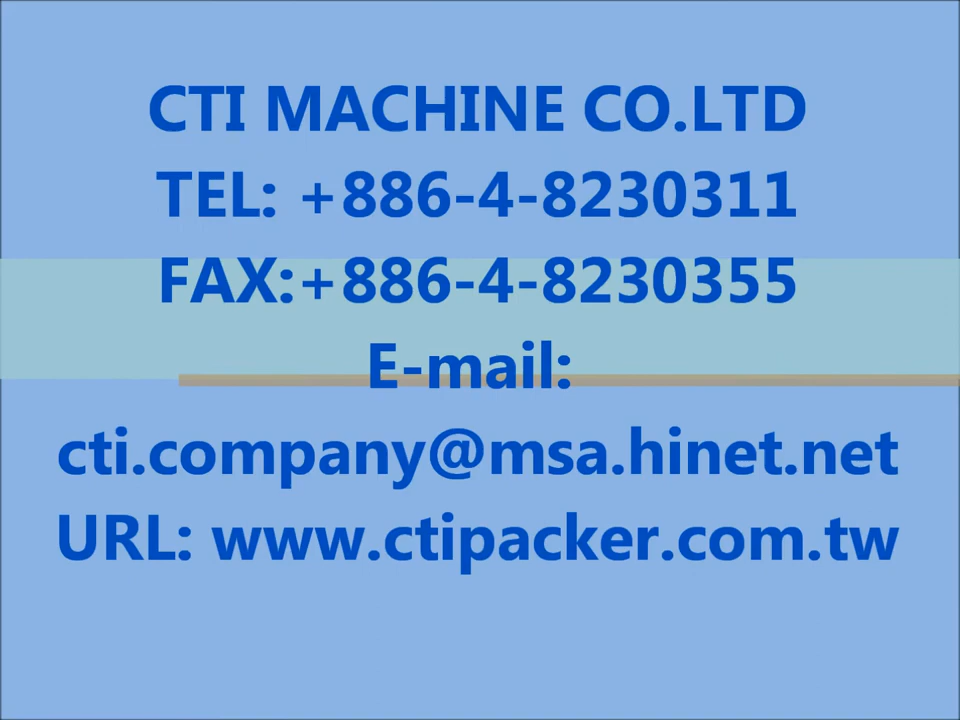 CTI MACHINE CO.LTD
TEL: +886-4-8230311
FAX:+886-4-8230355
E-mail:
cti.company@msa.hinet.net
URL: www.ctipacker.com.tw